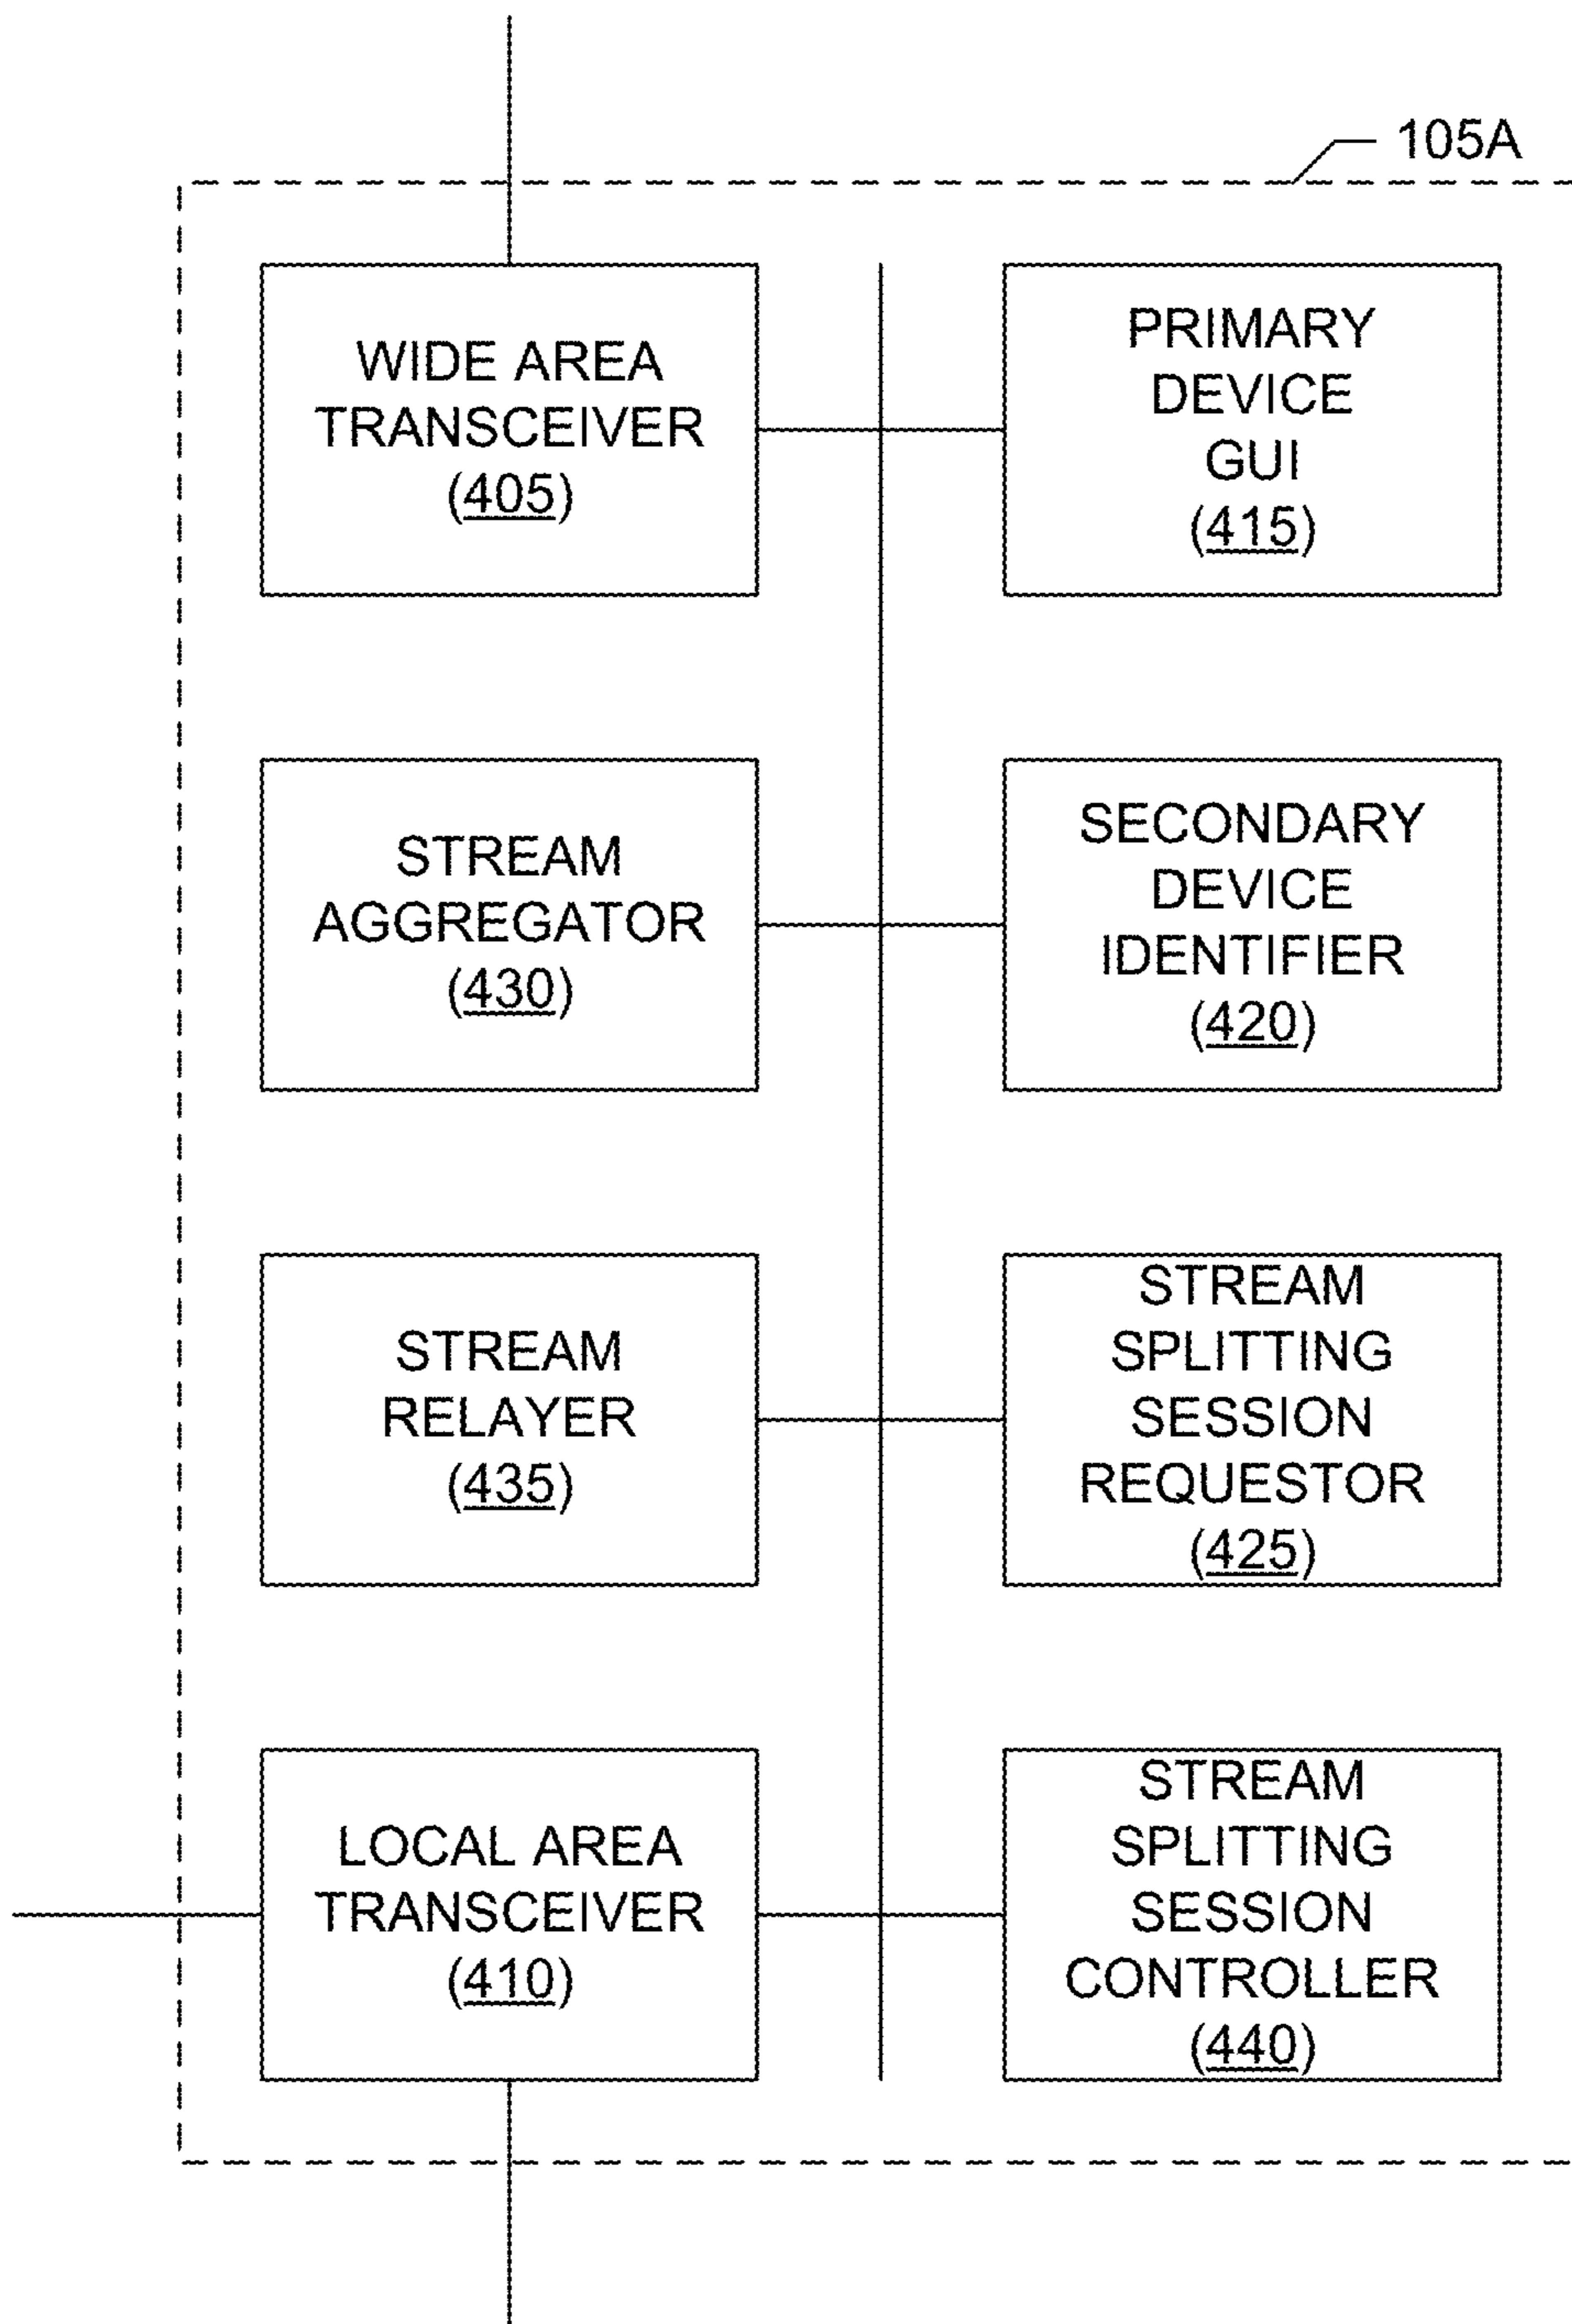 105A
WIDE AREA
TRANSCEIVER
(405)
PRIMARY
DEVICE
GUI
(415)
STREAM
AGGREGATOR
(430)
SECONDARY
DEVICE
IDENTIFIER
(420)
STREAM
RELAYER
(435)
STREAM
SPLITTING
SESSION
REQUESTOR
(425)
LOCAL AREA
TRANSCEIVER
(410)
STREAM
SPLITTING
SESSION
CONTROLLER
(440)